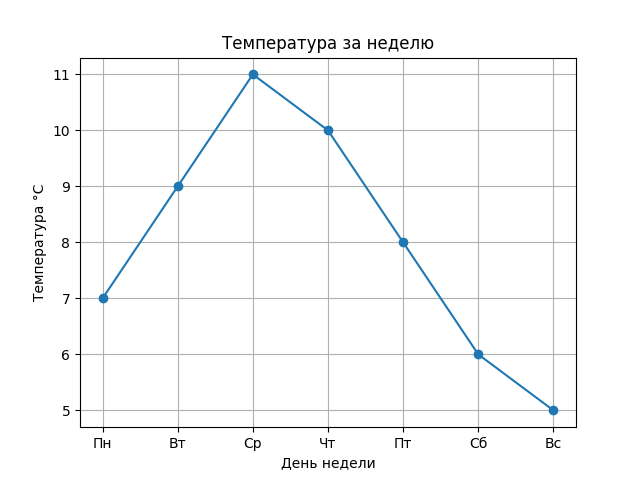 Температура за неделю
Температура °C
11
10
9
8
7
6
5
Пн Вт Ср Чт Пт Сб Вс
День недели